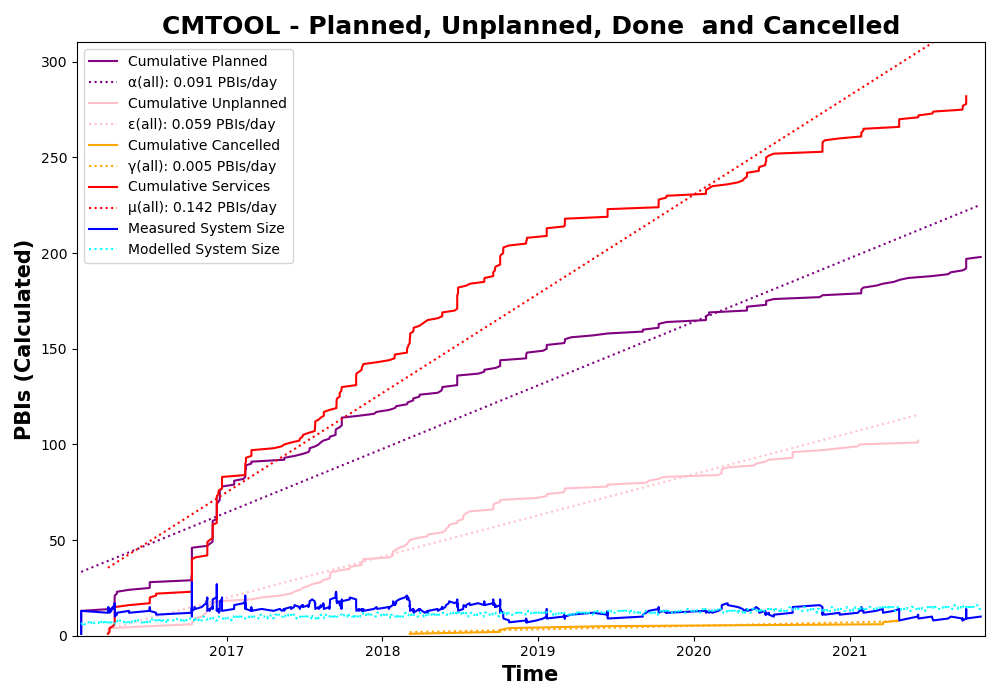 CMTOOL - Planned, Unplanned, Done  and Cancelled
PBIs (Calculated)
300
250
200
150
100
50
0
Cumulative Planned
α(all): 0.091 PBIs/day
Cumulative Unplanned
ε(all): 0.059 PBIs/day
Cumulative Cancelled
γ(all): 0.005 PBIs/day
Cumulative Services
μ(all): 0.142 PBIs/day
Measured System Size
Modelled System Size
2017 2018 2019 2020 2021
Time